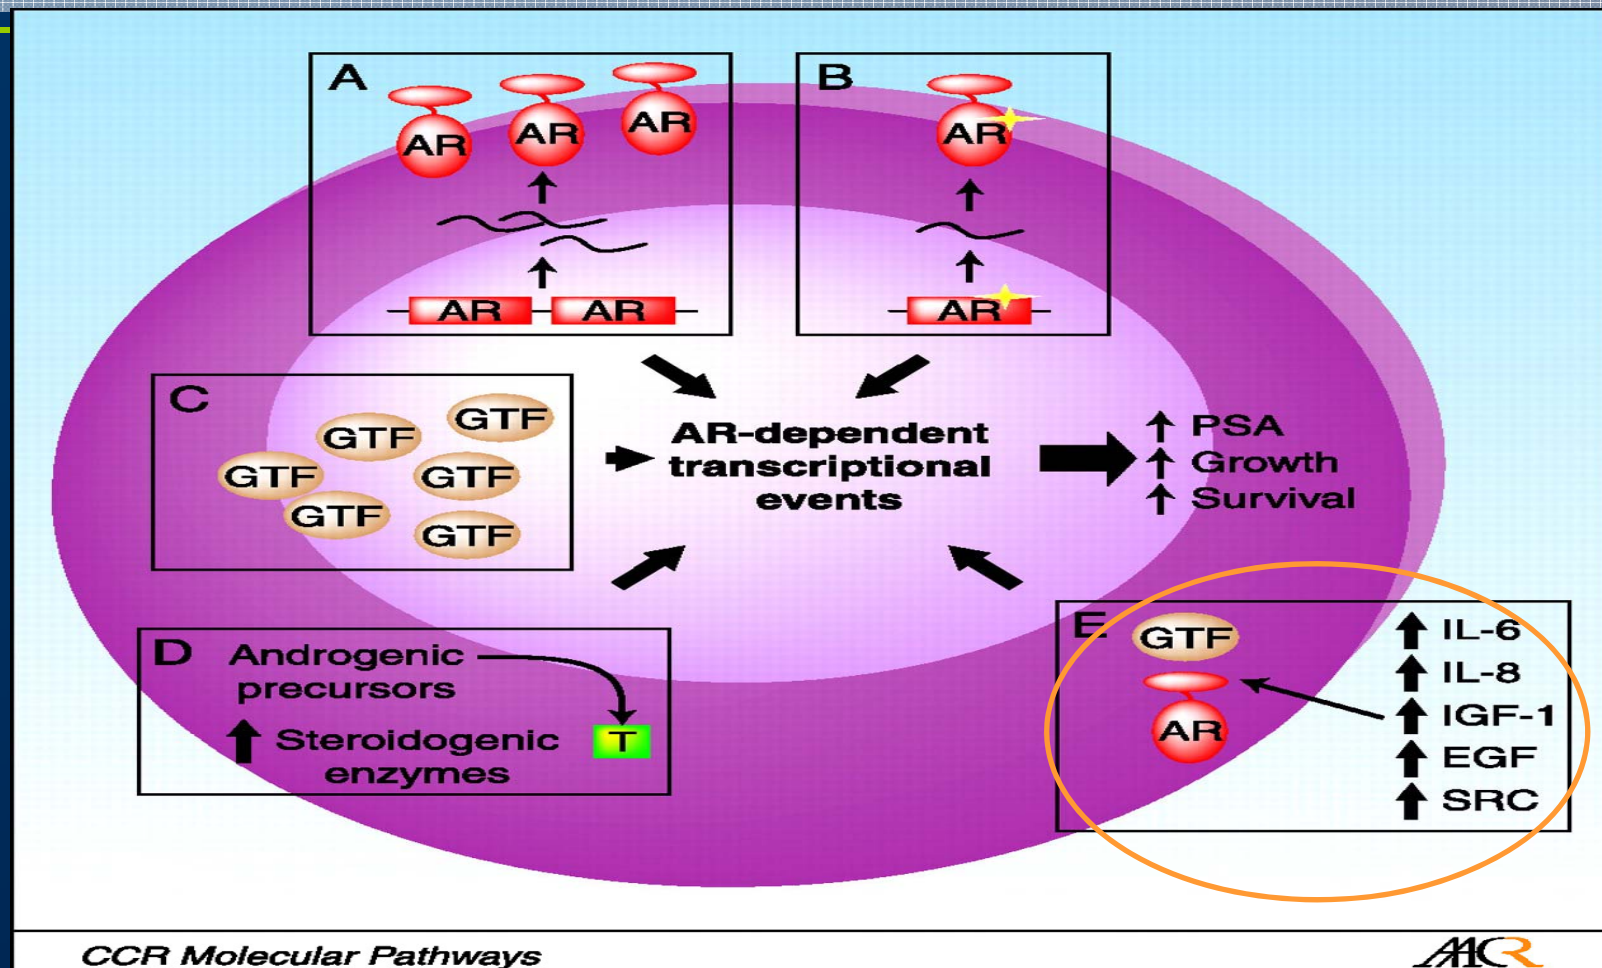 A
AR
AR
AR
AR
AR
B
AR
AR
C
GTF
GTF
GTF
GTF
GTF
GTF
AR-dependent
transcriptional
events
PSA
Growth
Survival
D
Androgenic
precursors
Steroidogenic
enzymes
T
E
GTF
AR
IL-6
IL-8
IGF-1
EGF
SRC
CCR Molecular Pathways
AACR